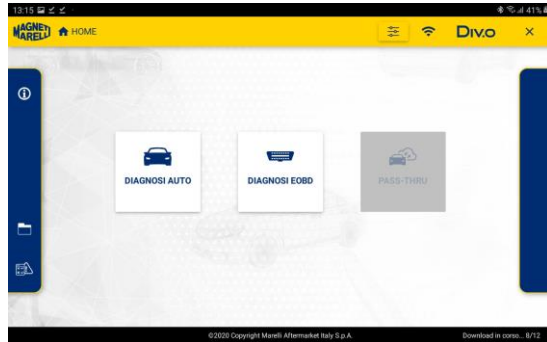 13:15 41%
MAGNETI MARELLI HOME DIV.O
DIAGNOSI AUTO DIAGNOSI EOBD PASS-THRU
©2020 Copyright Marelli Aftermarket Italy S.p.A. Download in corso... 8/12